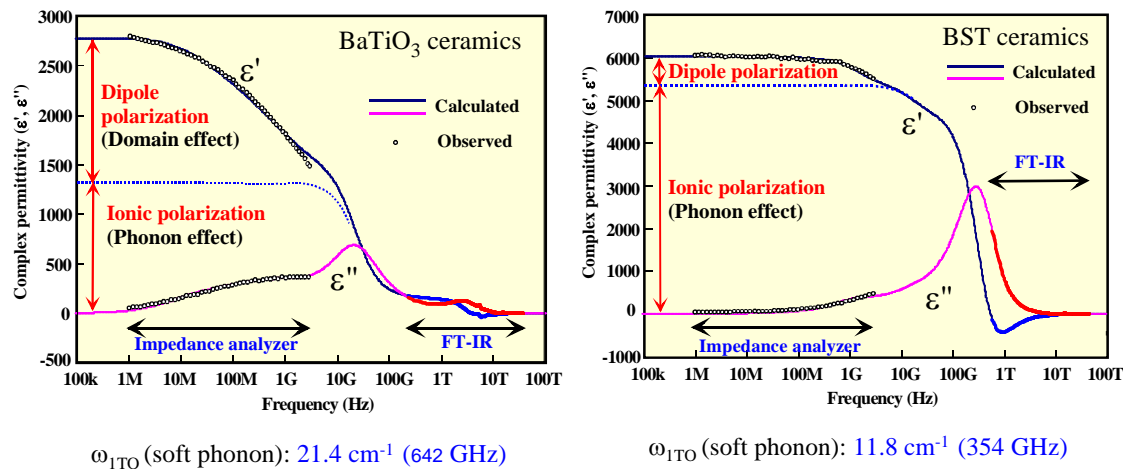 BaTiO3 ceramics
Complex permittivity (ε', ε'')
3000
2500
2000
1500
1000
500
0
-500
Dipole
polarization
(Domain effect)
Ionic polarization
(Phonon effect)
ε'
Calculated
Observed
ε''
Impedance analyzer
FT-IR
100k 1M 10M 100M 1G 10G 100G 1T 10T 100T
Frequency (Hz)
ω1TO (soft phonon): 21.4 cm-1 (642 GHz)
BST ceramics
Complex permittivity (ε', ε'')
7000
6000
5000
4000
3000
2000
1000
0
-1000
Dipole polarization
Ionic polarization
(Phonon effect)
Calculated
ε'
Observed
FT-IR
ε''
Impedance analyzer
100k 1M 10M 100M 1G 10G 100G 1T 10T 100T
Frequency (Hz)
ω1TO (soft phonon): 11.8 cm-1 (354 GHz)